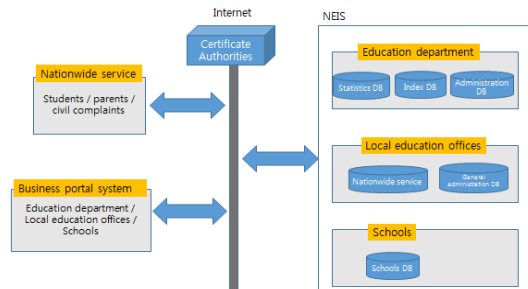 Internet
NEIS
Certificate
Authorities
Nationwide service
Students / parents /
civil complaints
Business portal system
Education department /
Local education offices /
Schools
Education department
Statistics DB
Index DB
Administration
DB
Local education offices
Nationwide service
General
administration DB
Schools
Schools DB